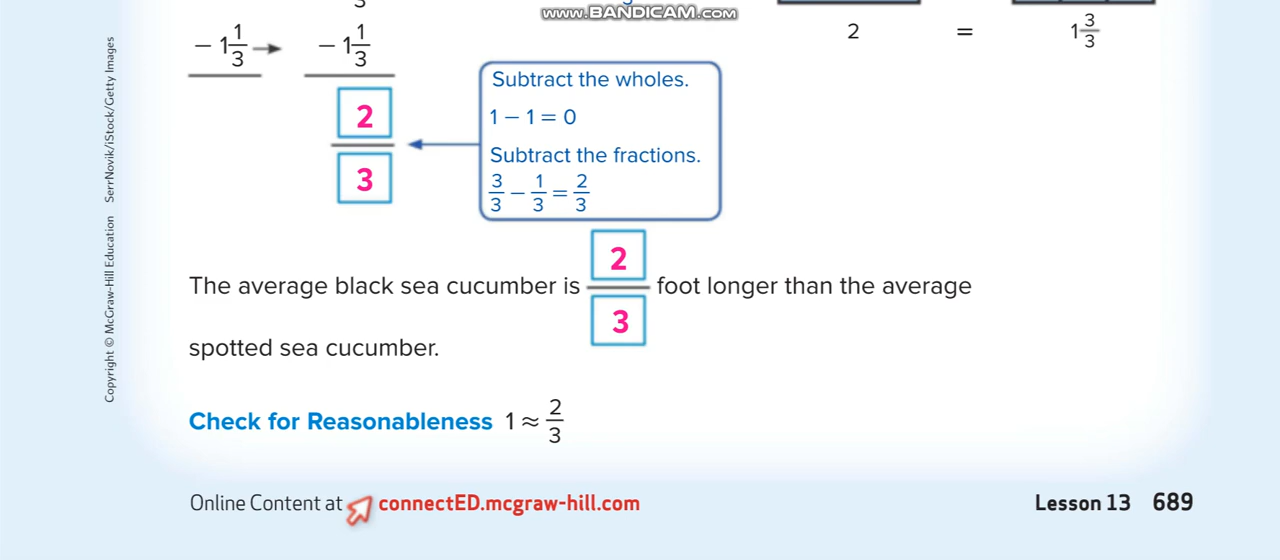 www.BANDICAM.com
2 = 1 3/3
− 1 1/3 → − 1 1/3
2/3
Subtract the wholes.
1 − 1 = 0
Subtract the fractions.
3/3 − 1/3 = 2/3
The average black sea cucumber is 2/3 foot longer than the average
spotted sea cucumber.
Check for Reasonableness 1 ≈ 2/3
Copyright © McGraw-Hill Education SerrNovik/iStock/Getty Images
Online Content at connectED.mcgraw-hill.com
Lesson 13 689